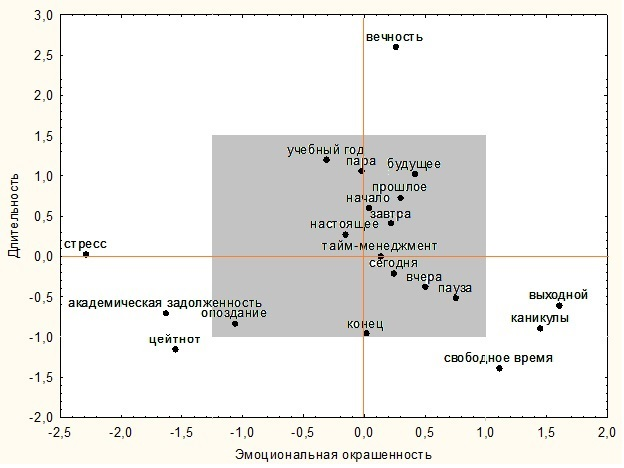 3,0
вечность
2,5
2,0
1,5
учебный год
пара
будущее
1,0
прошлое
начало
завтра
0,5
настоящее
тайм-менеджмент
стресс
0,0
сегодня
вчера
пауза
-0,5
выходной
академическая задолженность
опоздание
каникулы
конец
-1,0
цейтнот
свободное время
-1,5
-2,0
-2,5 -2,0 -1,5 -1,0 -0,5 0,0 0,5 1,0 1,5 2,0
Эмоциональная окрашенность
Длительность